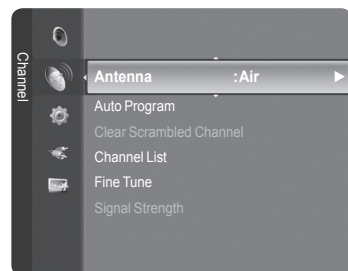 Channel
Antenna :Air
Auto Program
Clear Scrambled Channel
Channel List
Fine Tune
Signal Strength